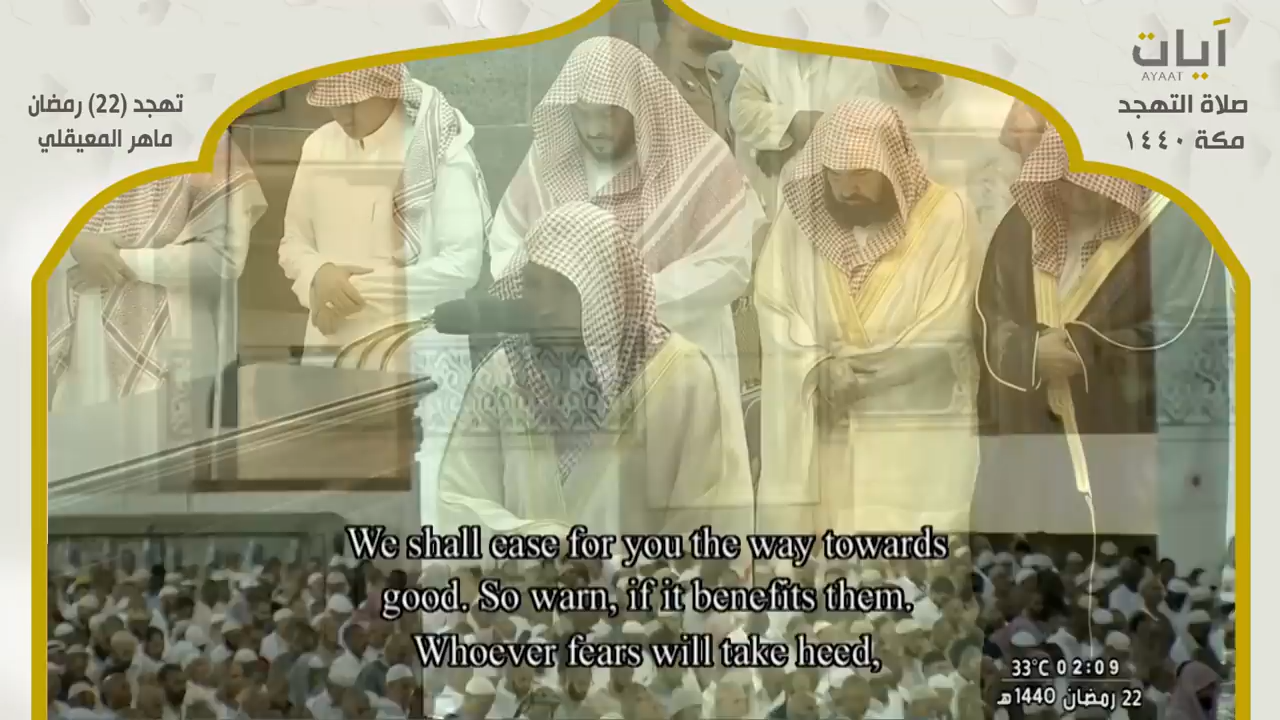 آيات
AYAAT
صلاة التهجد
مكة ١٤٤٠
تهجد (22) رمضان
ماهر المعيقلي
We shall ease for you the way towards
good. So warn, if it benefits them.
Whoever fears will take heed,
33°C 02:09
22 رمضان 1440هـ